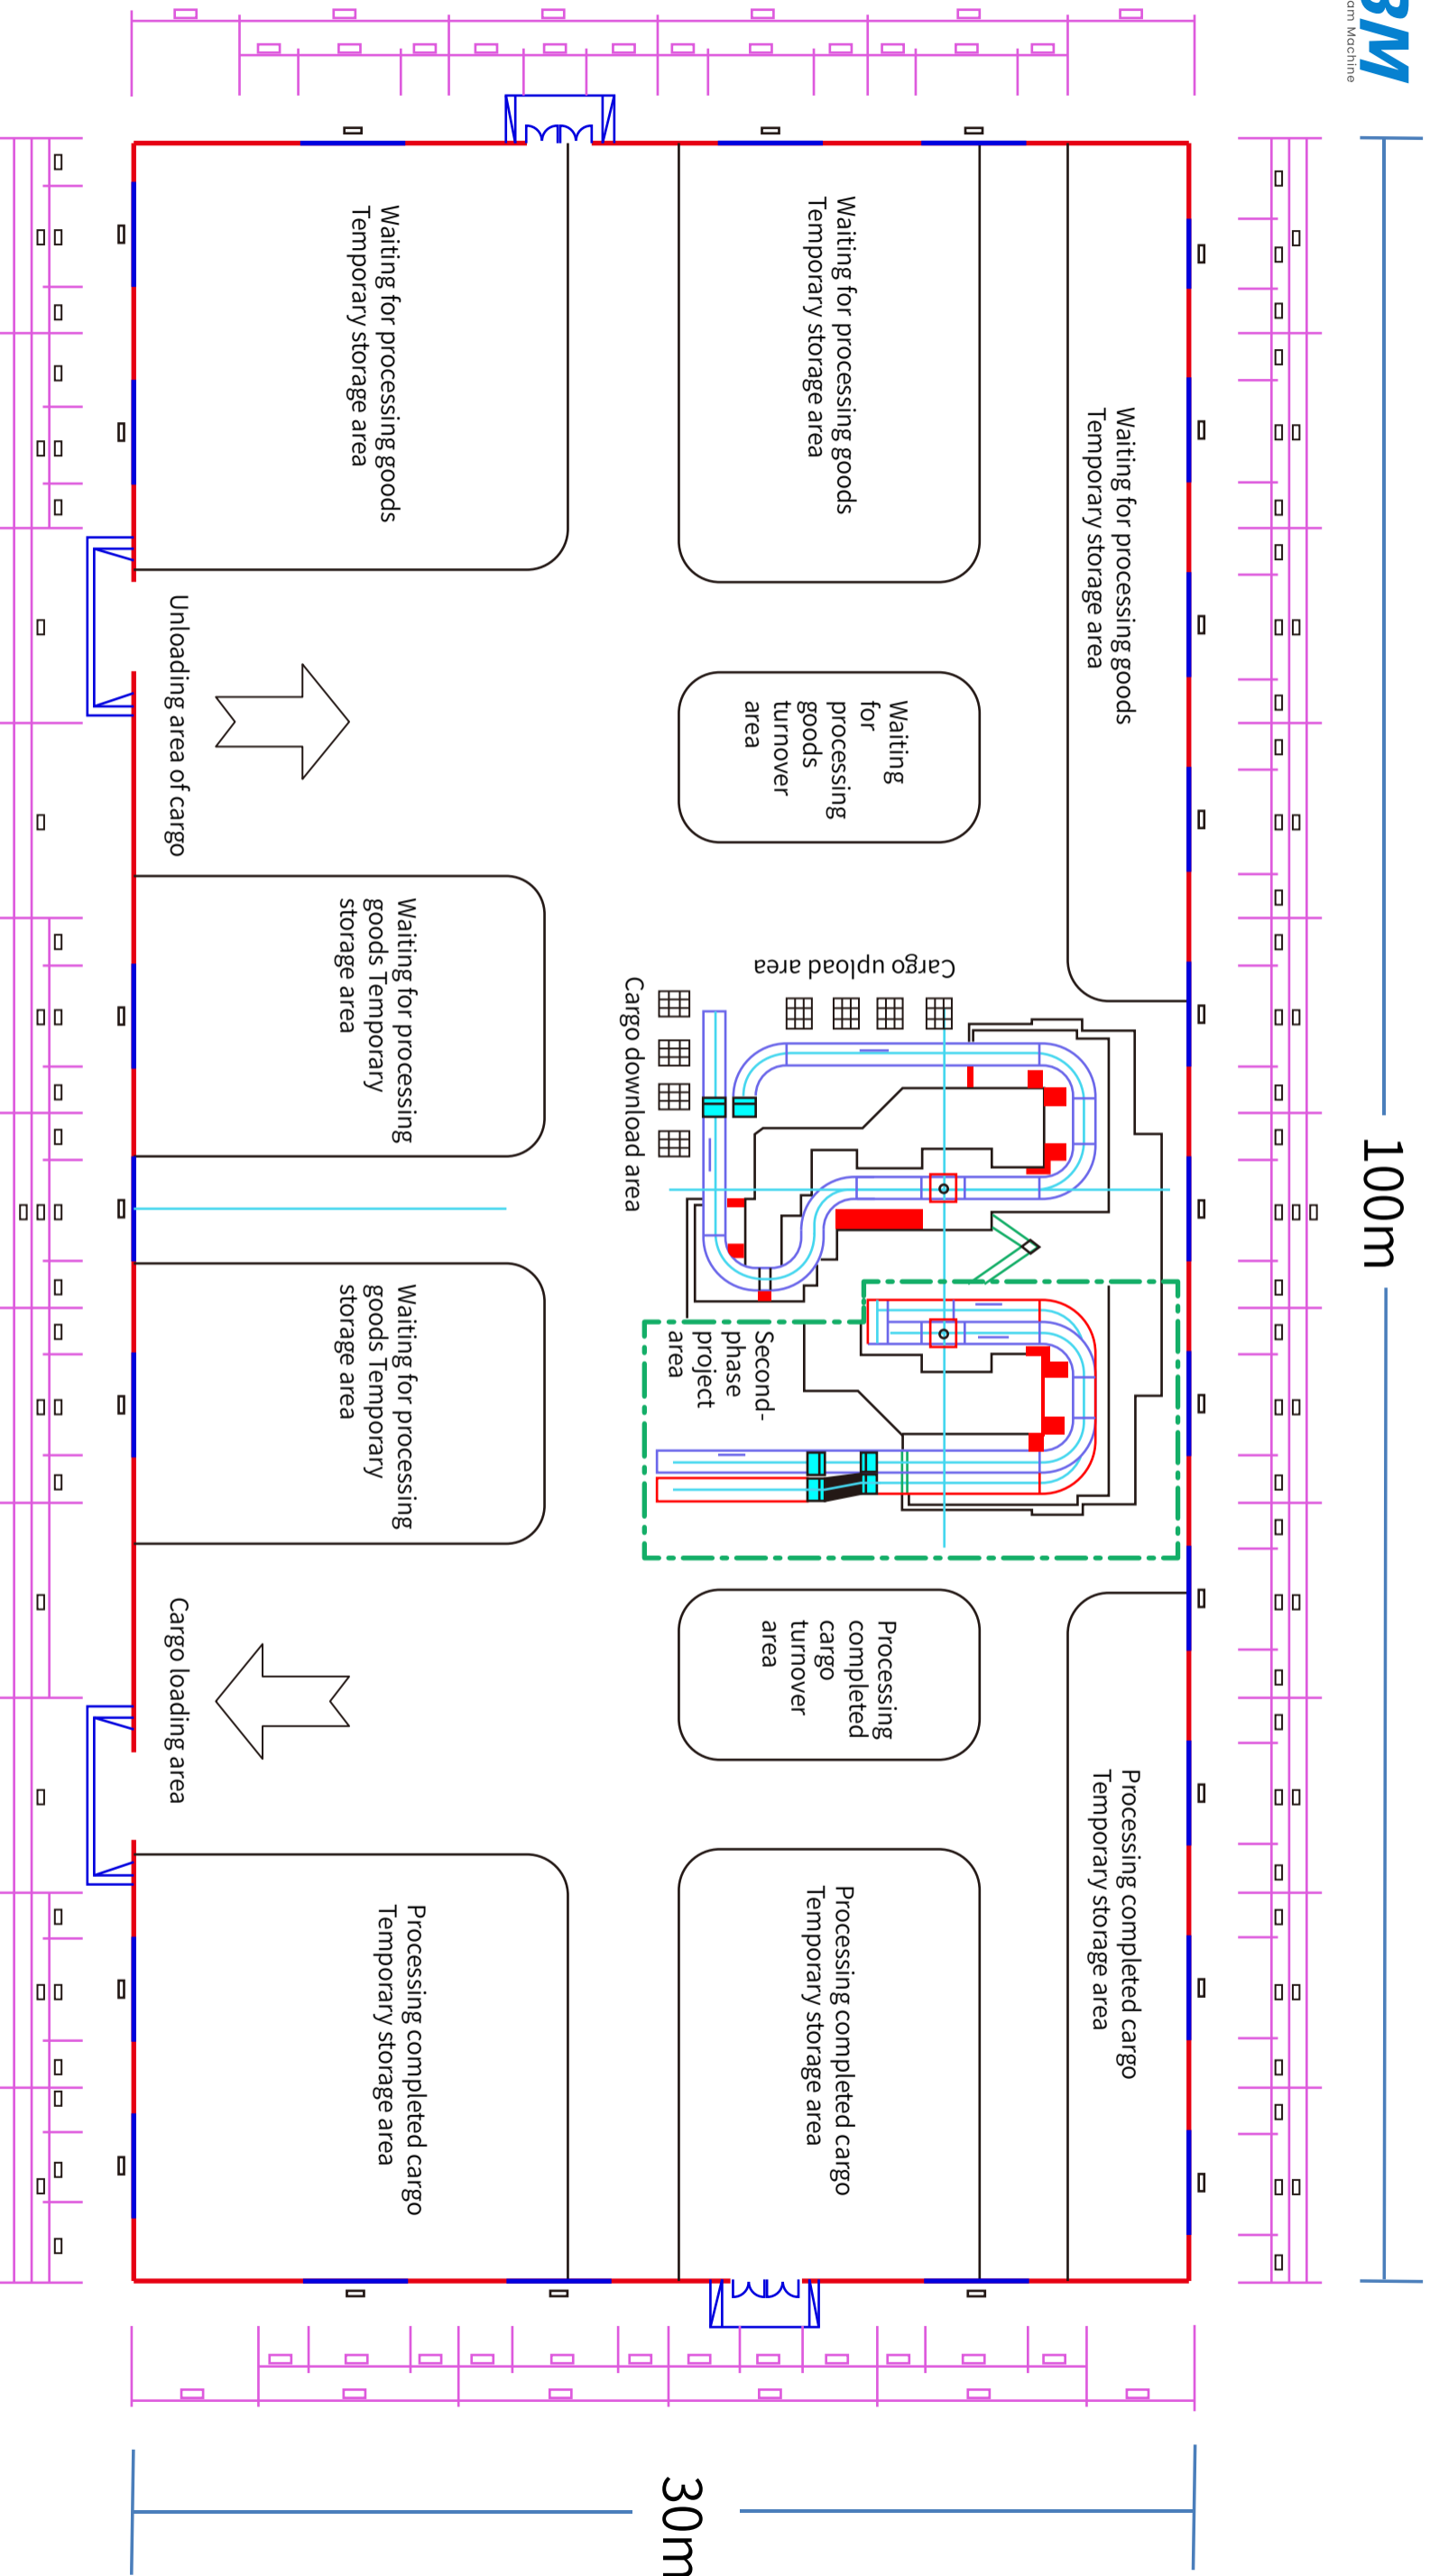 BM
am Machine
100m
Waiting for processing goods
Temporary storage area
Waiting for processing goods
Temporary storage area
Waiting for processing goods
Temporary storage area
Waiting
for
processing
goods
turnover
area
Unloading area of cargo
Cargo upload area
Cargo download area
Waiting for processing
goods Temporary
storage area
Waiting for processing
goods Temporary
storage area
Second-
phase
project
area
Processing
completed
cargo
turnover
area
Cargo loading area
Processing completed cargo
Temporary storage area
Processing completed cargo
Temporary storage area
Processing completed cargo
Temporary storage area
30m